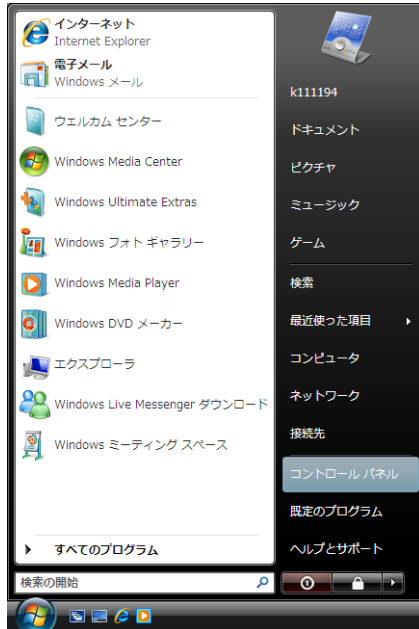 インターネット
Internet Explorer
電子メール
Windows メール
ウェルカム センター
Windows Media Center
Windows Ultimate Extras
Windows フォト ギャラリー
Windows Media Player
Windows DVD メーカー
エクスプローラ
Windows Live Messenger ダウンロード
Windows ミーティング スペース
すべてのプログラム
検索の開始
k111194
ドキュメント
ピクチャ
ミュージック
ゲーム
検索
最近使った項目
コンピュータ
ネットワーク
接続先
コントロール パネル
既定のプログラム
ヘルプとサポート